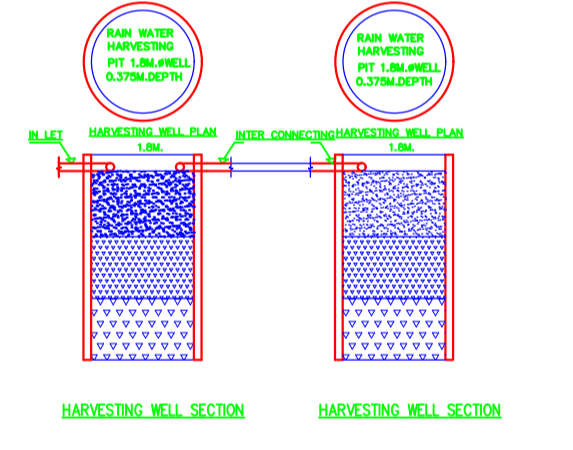 RAIN WATER
HARVESTING
PIT 1.8M.øWELL
0.375M.DEPTH
RAIN WATER
HARVESTING
PIT 1.8M.øWELL
0.375M.DEPTH
IN LET
HARVESTING WELL PLAN
INTER CONNECTING
HARVESTING WELL PLAN
1.8M.
1.8M.
HARVESTING WELL SECTION
HARVESTING WELL SECTION